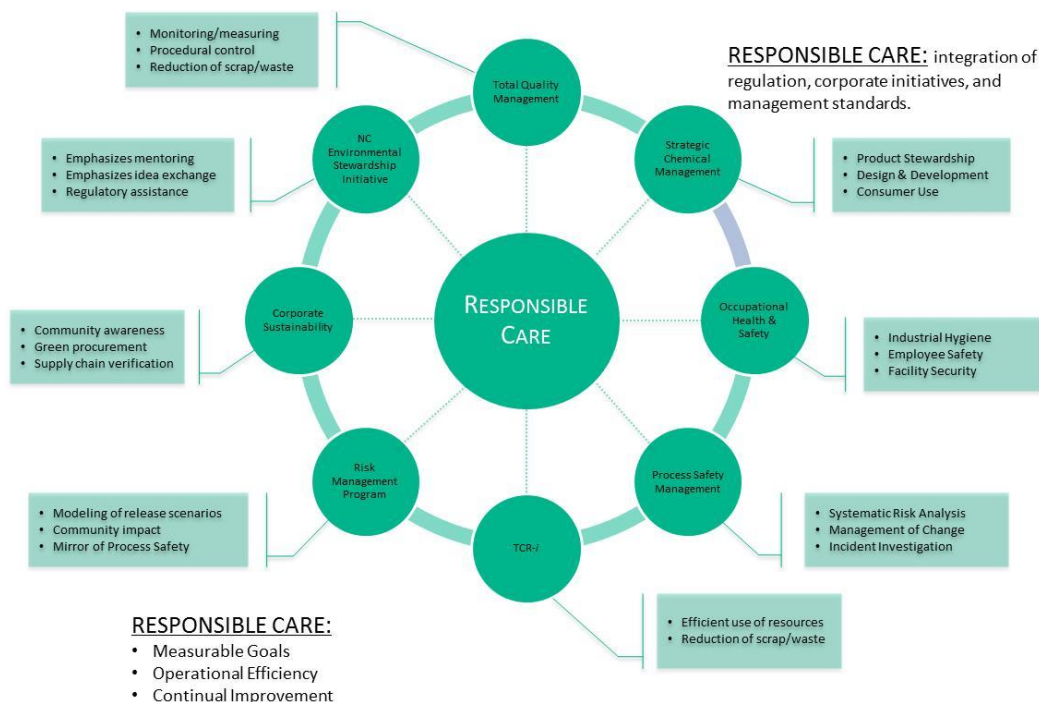 • Monitoring/measuring
• Procedural control
• Reduction of scrap/waste
Total Quality
Management
RESPONSIBLE CARE: integration of
regulation, corporate initiatives, and
management standards.
NC
Environmental
Stewardship
Initiative
Strategic
Chemical
Management
• Emphasizes mentoring
• Emphasizes idea exchange
• Regulatory assistance
• Product Stewardship
• Design & Development
• Consumer Use
Corporate
Sustainability
RESPONSIBLE
CARE
Occupational
Health &
Safety
• Community awareness
• Green procurement
• Supply chain verification
• Industrial Hygiene
• Employee Safety
• Facility Security
Risk
Management
Program
Process Safety
Management
• Modeling of release scenarios
• Community impact
• Mirror of Process Safety
TCR-i
• Systematic Risk Analysis
• Management of Change
• Incident Investigation
• Efficient use of resources
• Reduction of scrap/waste
RESPONSIBLE CARE:
• Measurable Goals
• Operational Efficiency
• Continual Improvement